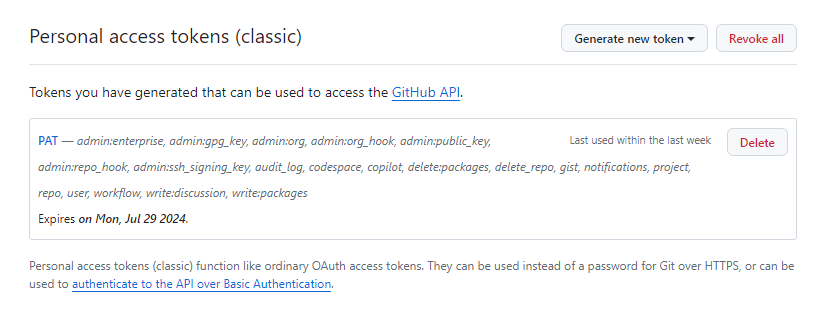 Personal access tokens (classic)
Generate new token
Revoke all
Tokens you have generated that can be used to access the GitHub API.
PAT — admin:enterprise, admin:gpg_key, admin:org, admin:org_hook, admin:public_key,
Last used within the last week
Delete
admin:repo_hook, admin:ssh_signing_key, audit_log, codespace, copilot, delete:packages, delete_repo, gist, notifications, project,
repo, user, workflow, write:discussion, write:packages
Expires on Mon, Jul 29 2024.
Personal access tokens (classic) function like ordinary OAuth access tokens. They can be used instead of a password for Git over HTTPS, or can be
used to authenticate to the API over Basic Authentication.